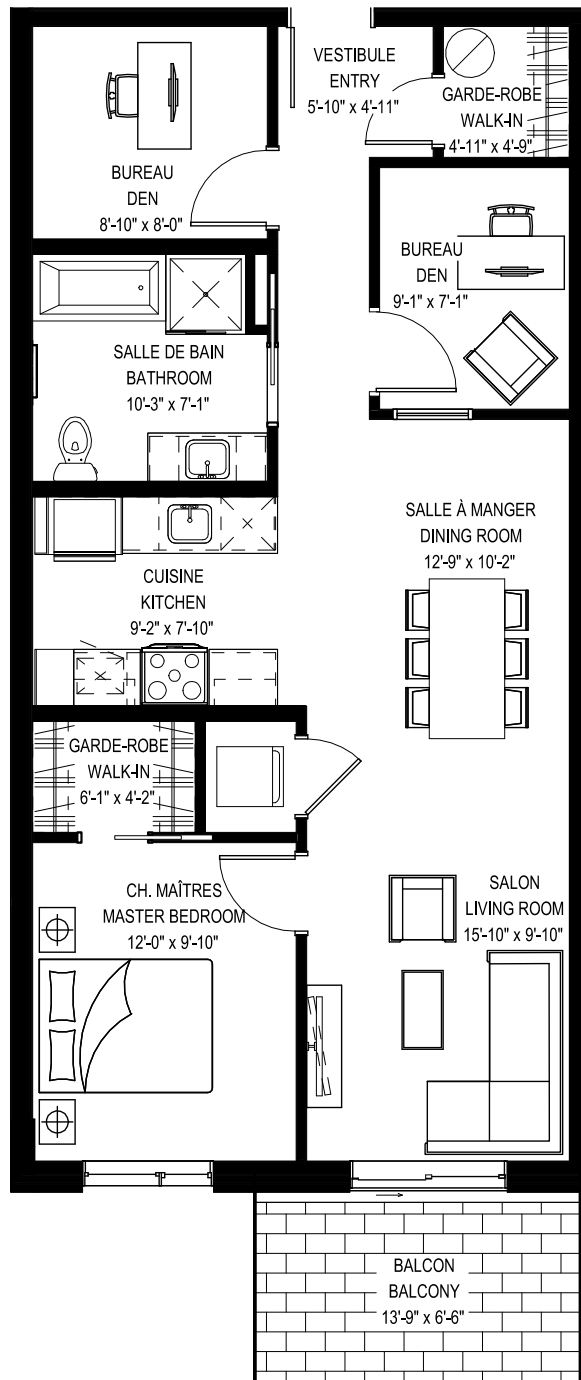 VESTIBULE
ENTRY
5'-10" x 4'-11"
GARDE-ROBE
WALK-IN
4'-11" x 4'-9"
BUREAU
DEN
8'-10" x 8'-0"
BUREAU
DEN
9'-1" x 7'-1"
SALLE DE BAIN
BATHROOM
10'-3" x 7'-1"
SALLE À MANGER
DINING ROOM
12'-9" x 10'-2"
CUISINE
KITCHEN
9'-2" x 7'-10"
GARDE-ROBE
WALK-IN
6'-1" x 4'-2"
CH. MAÎTRES
MASTER BEDROOM
12'-0" x 9'-10"
SALON
LIVING ROOM
15'-10" x 9'-10"
BALCON
BALCONY
13'-9" x 6'-6"